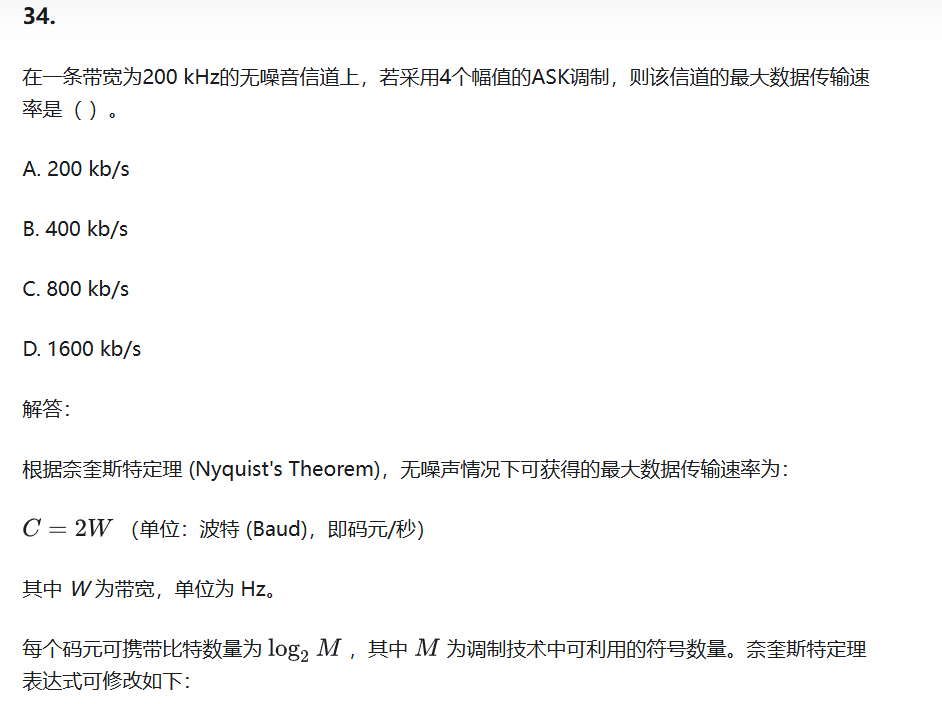 34.
在一条带宽为200 kHz的无噪音信道上，若采用4个幅值的ASK调制，则该信道的最大数据传输速
率是（ ）。
A. 200 kb/s
B. 400 kb/s
C. 800 kb/s
D. 1600 kb/s
解答：
根据奈奎斯特定理 (Nyquist's Theorem)，无噪声情况下可获得的最大数据传输速率为：
C = 2W （单位：波特 (Baud)，即码元/秒）
其中 W 为带宽，单位为 Hz。
每个码元可携带比特数量为 log₂ M ，其中 M 为调制技术中可利用的符号数量。奈奎斯特定理
表达式可修改如下：